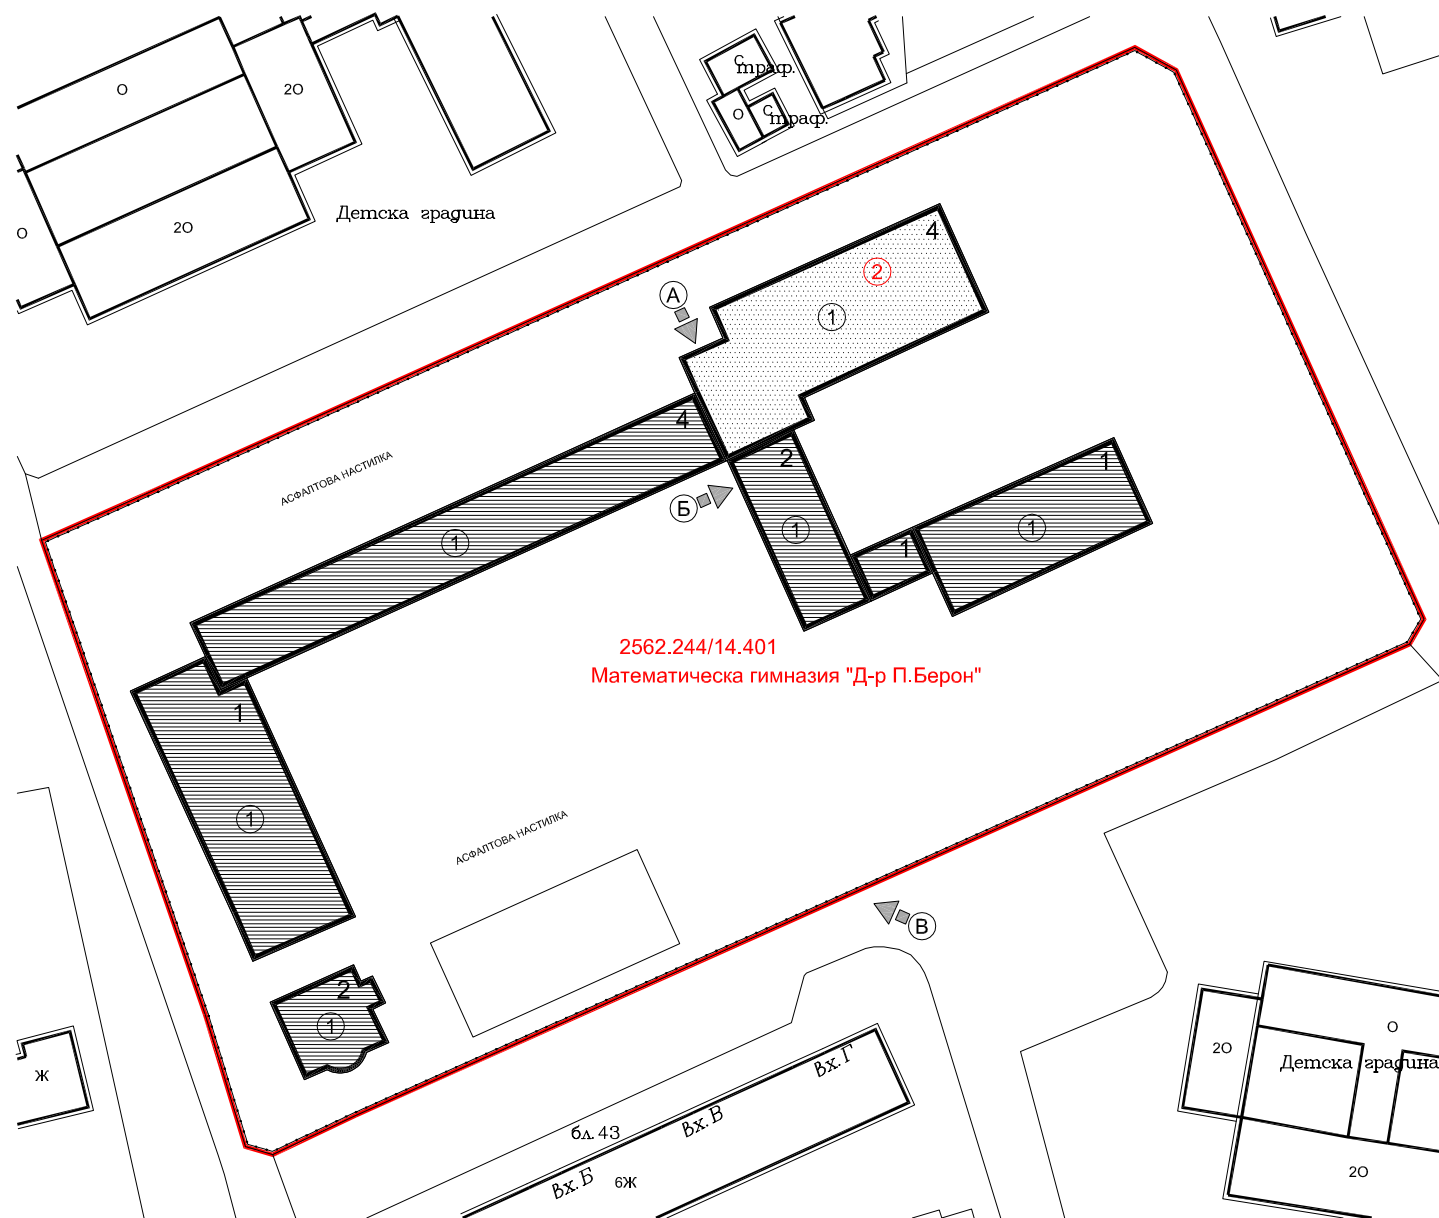 О
2О
О
2О
С
траф.
О
С
траф.
Детска градина
4
2
1
А
4
АСФАЛТОВА НАСТИЛКА
2
1
Б
1
1
1
1
2562.244/14.401
Математическа гимназия "Д-р П.Берон"
1
1
АСФАЛТОВА НАСТИЛКА
В
2
1
Ж
О
2О
Детска градина
вх.Г
вх.В
бл.43
вх.Б
6Ж
2О